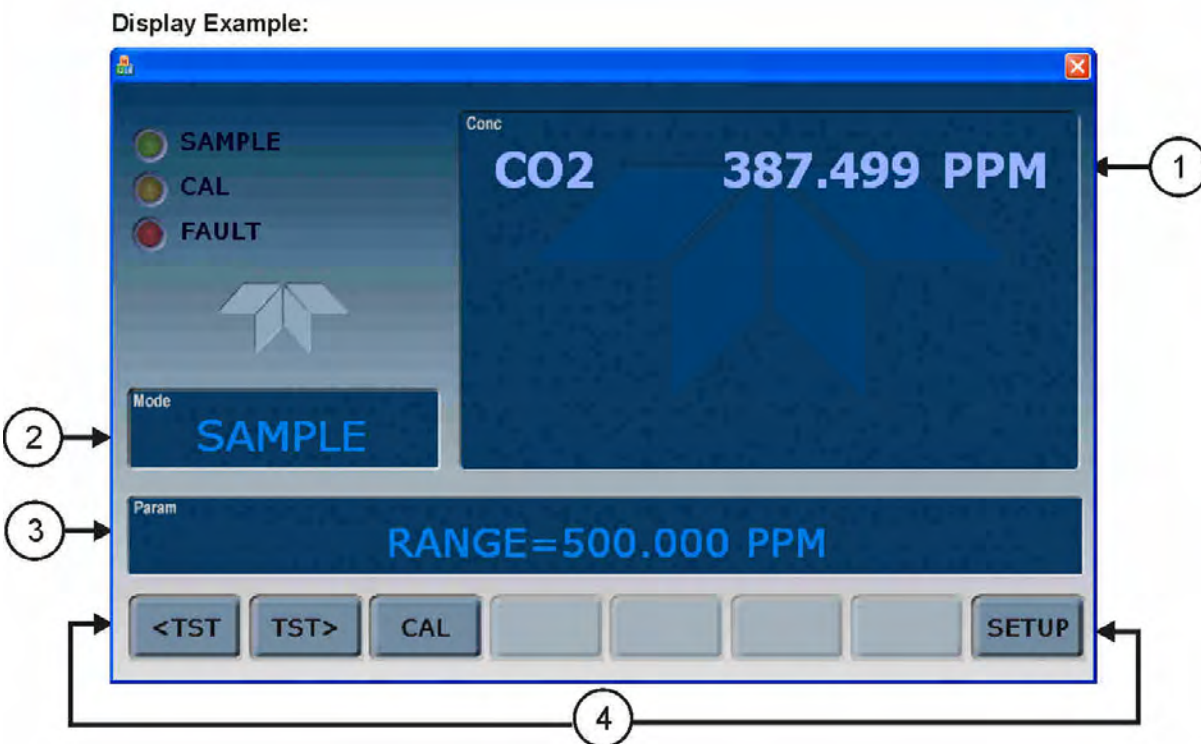 Display Example:
SAMPLE
CAL
FAULT
Conc
CO2 387.499 PPM
1
Mode
SAMPLE
2
Param
RANGE=500.000 PPM
3
<TST TST> CAL SETUP
4